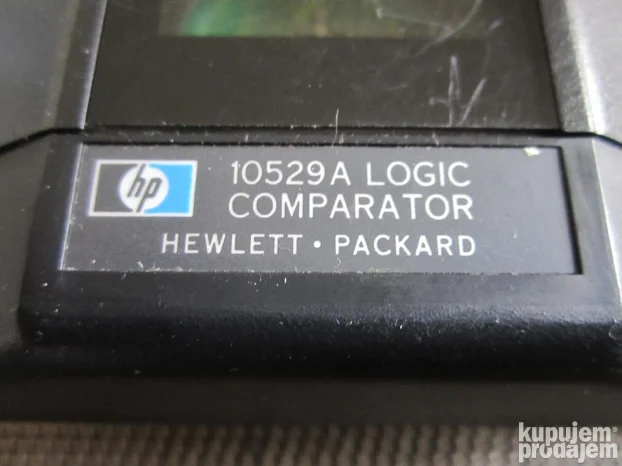 hp
10529A LOGIC
COMPARATOR
HEWLETT • PACKARD
kupujem
prodajem